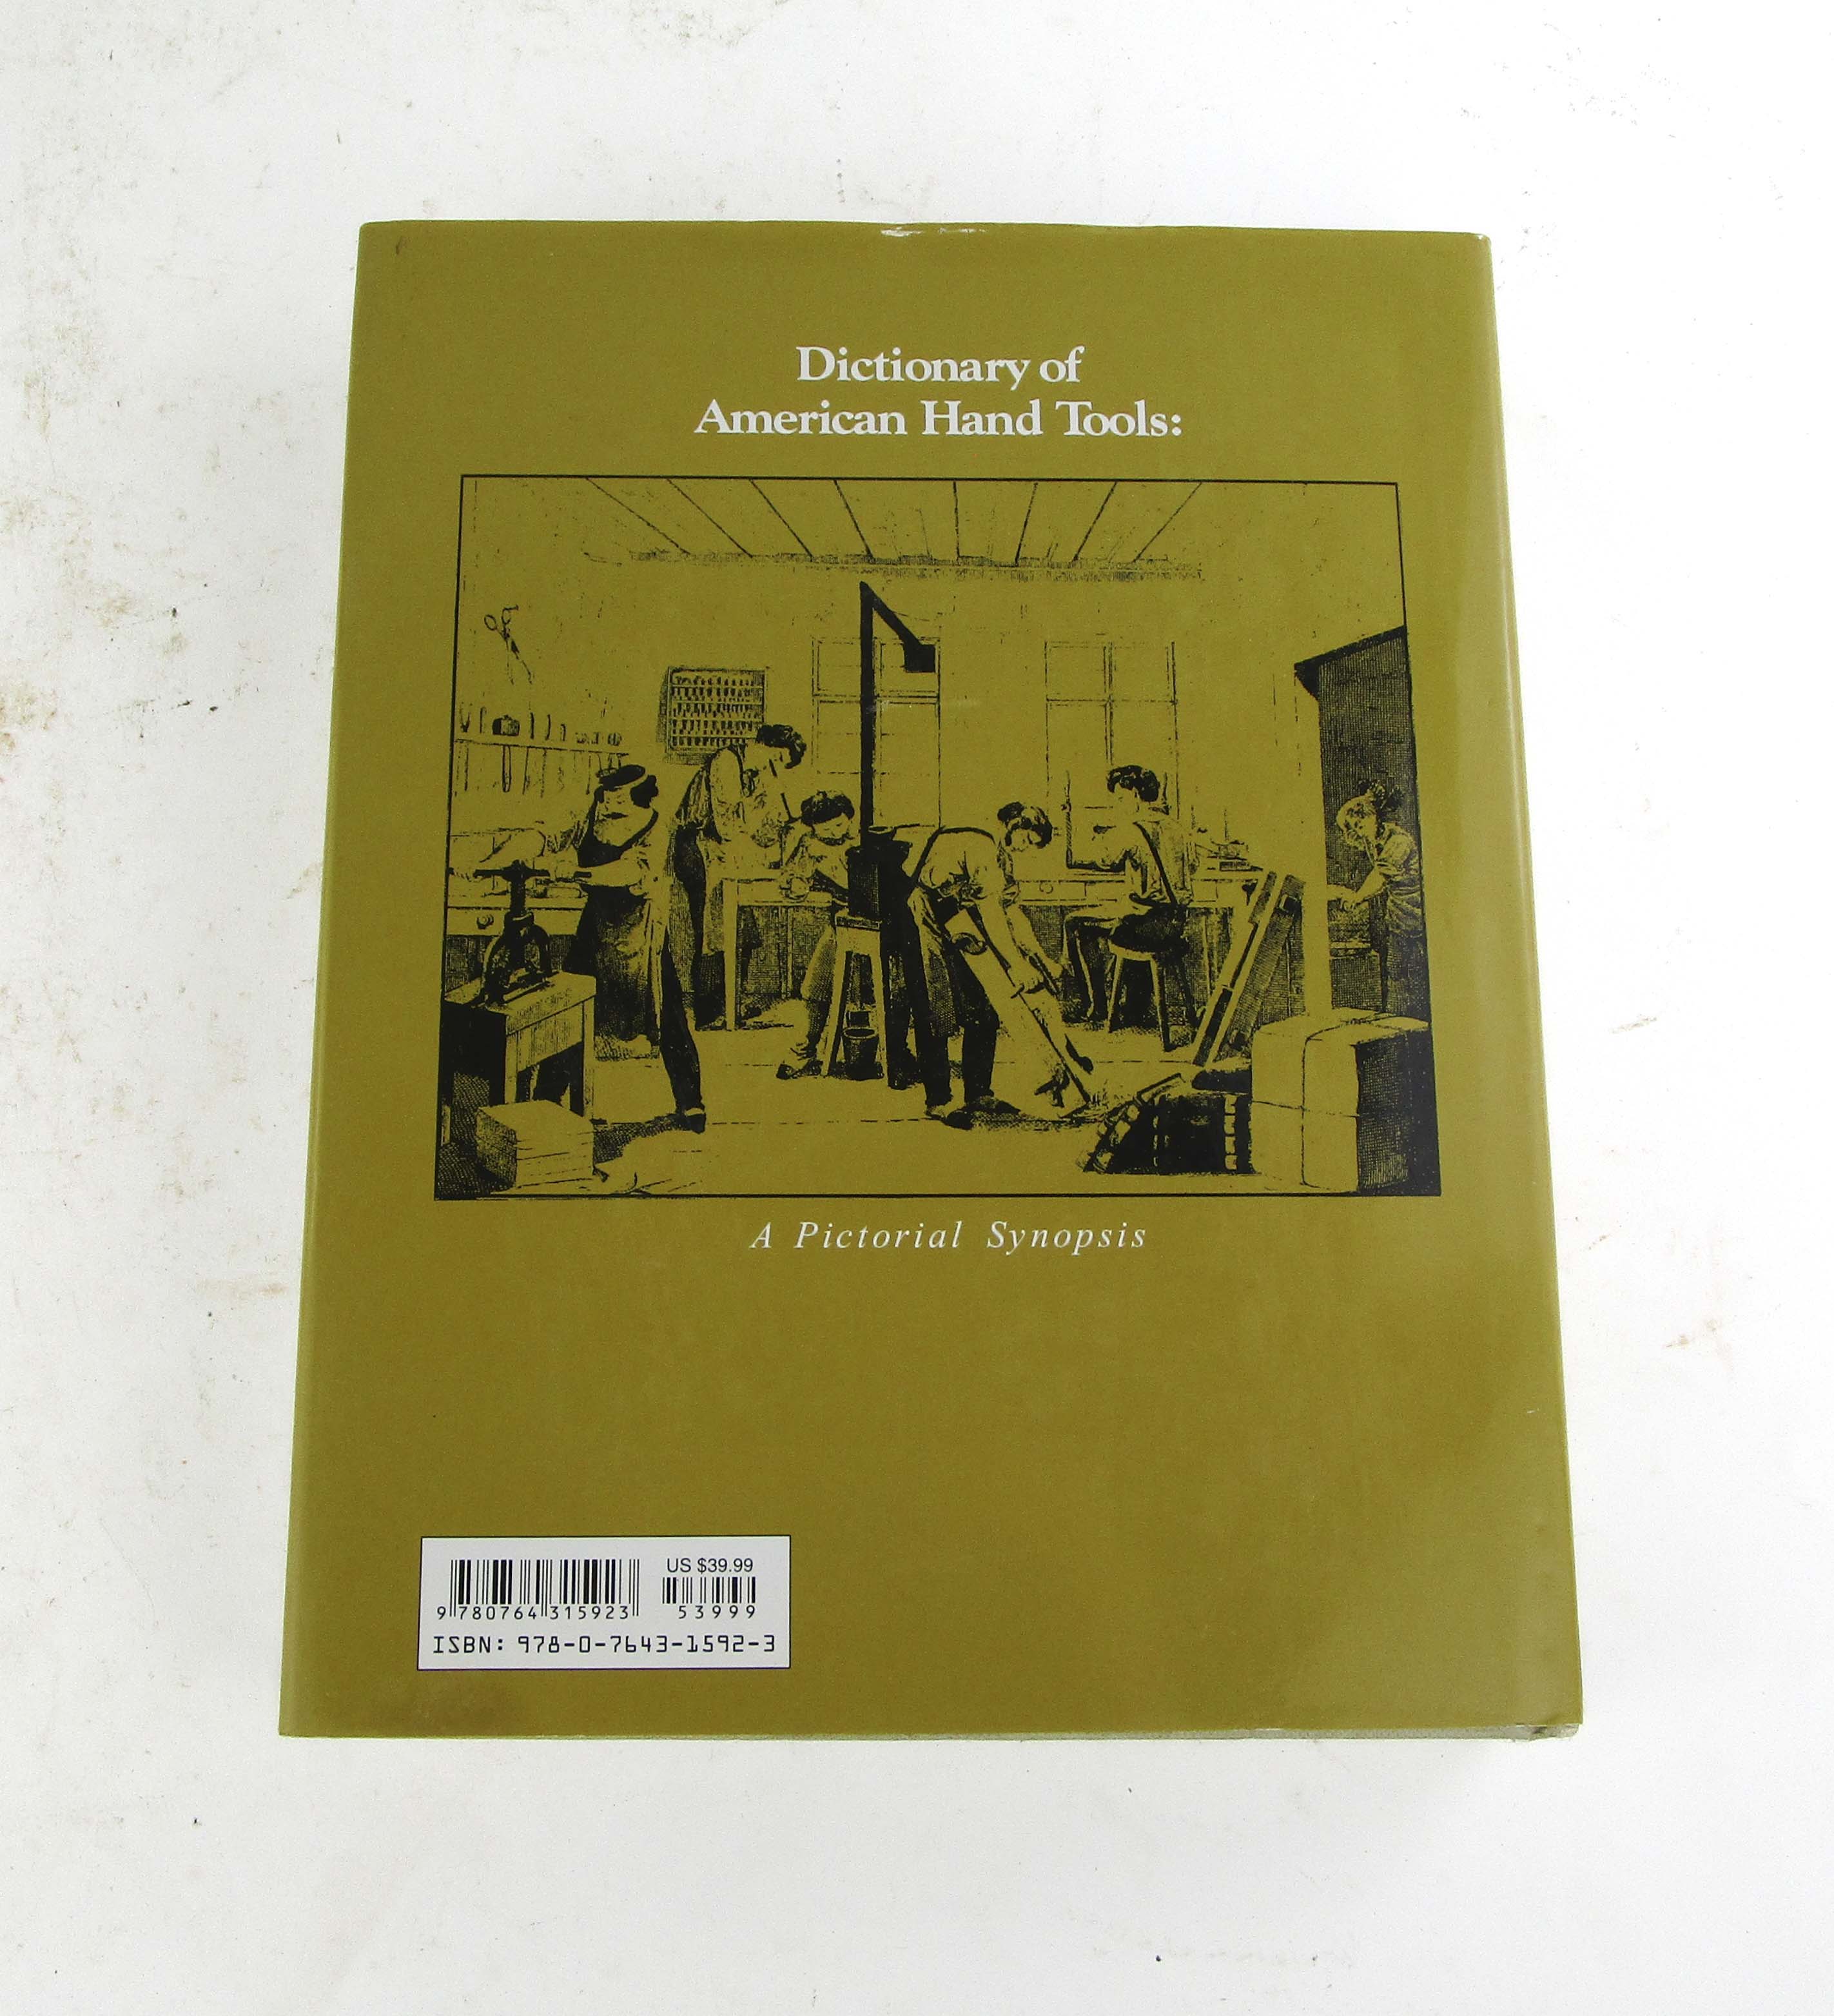 Dictionary of
American Hand Tools:
A Pictorial Synopsis
US $39.99
9 780764 315923
53999
ISBN: 978-0-7643-1592-3